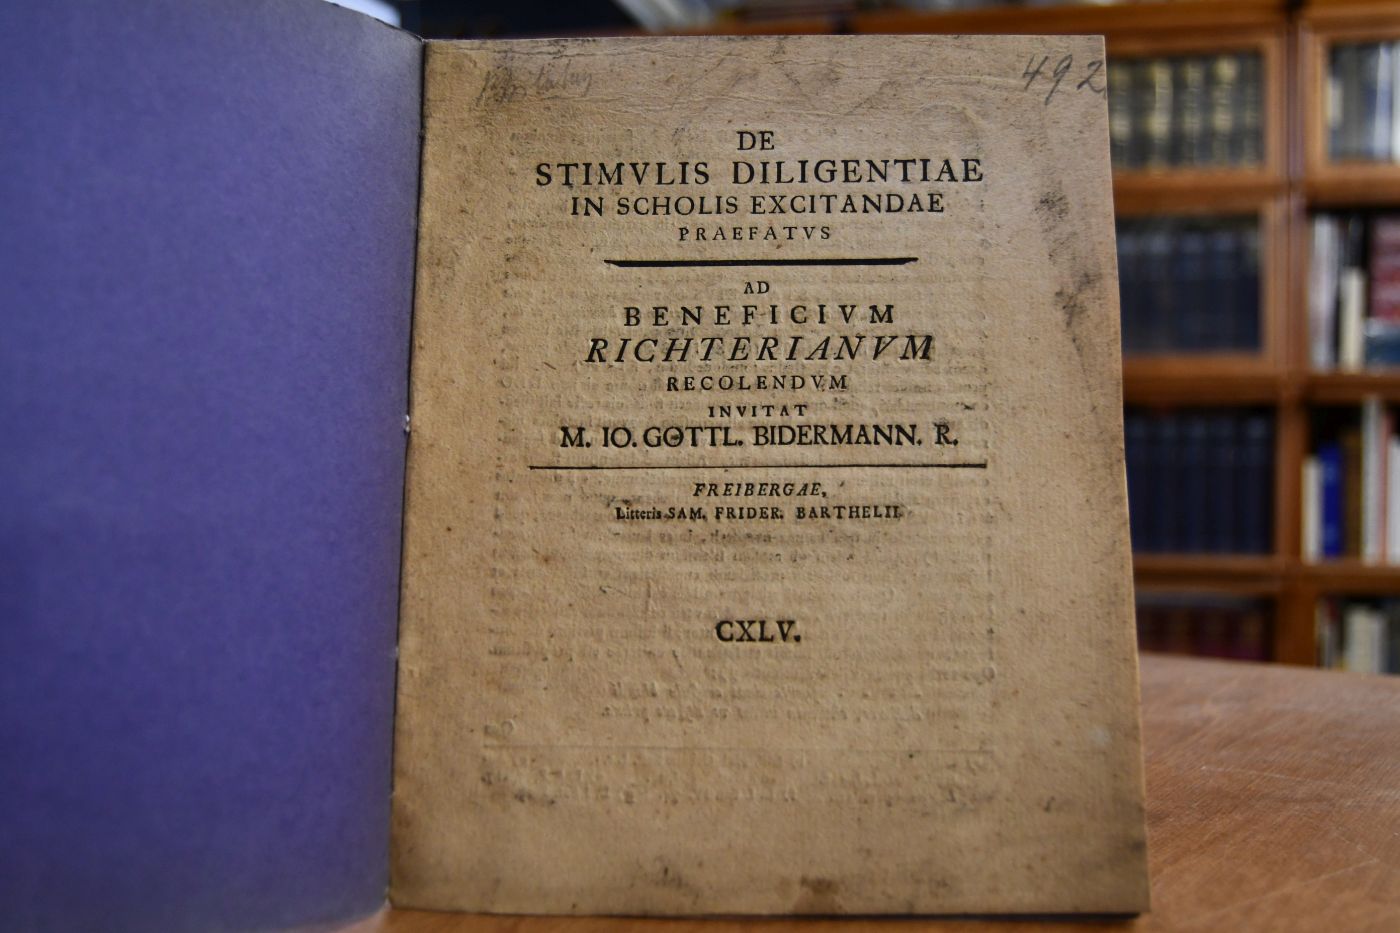 492
DE
STIMVLIS DILIGENTIAE
IN SCHOLIS EXCITANDAE
PRAEFATVS
AD
BENEFICIVM
RICHTERIANVM
RECOLENDVM
INVITAT
M. IO. GOTTL. BIDERMANN. R.
FREIBERGAE,
Litteris SAM. FRIDER. BARTHELII.
CXLV.